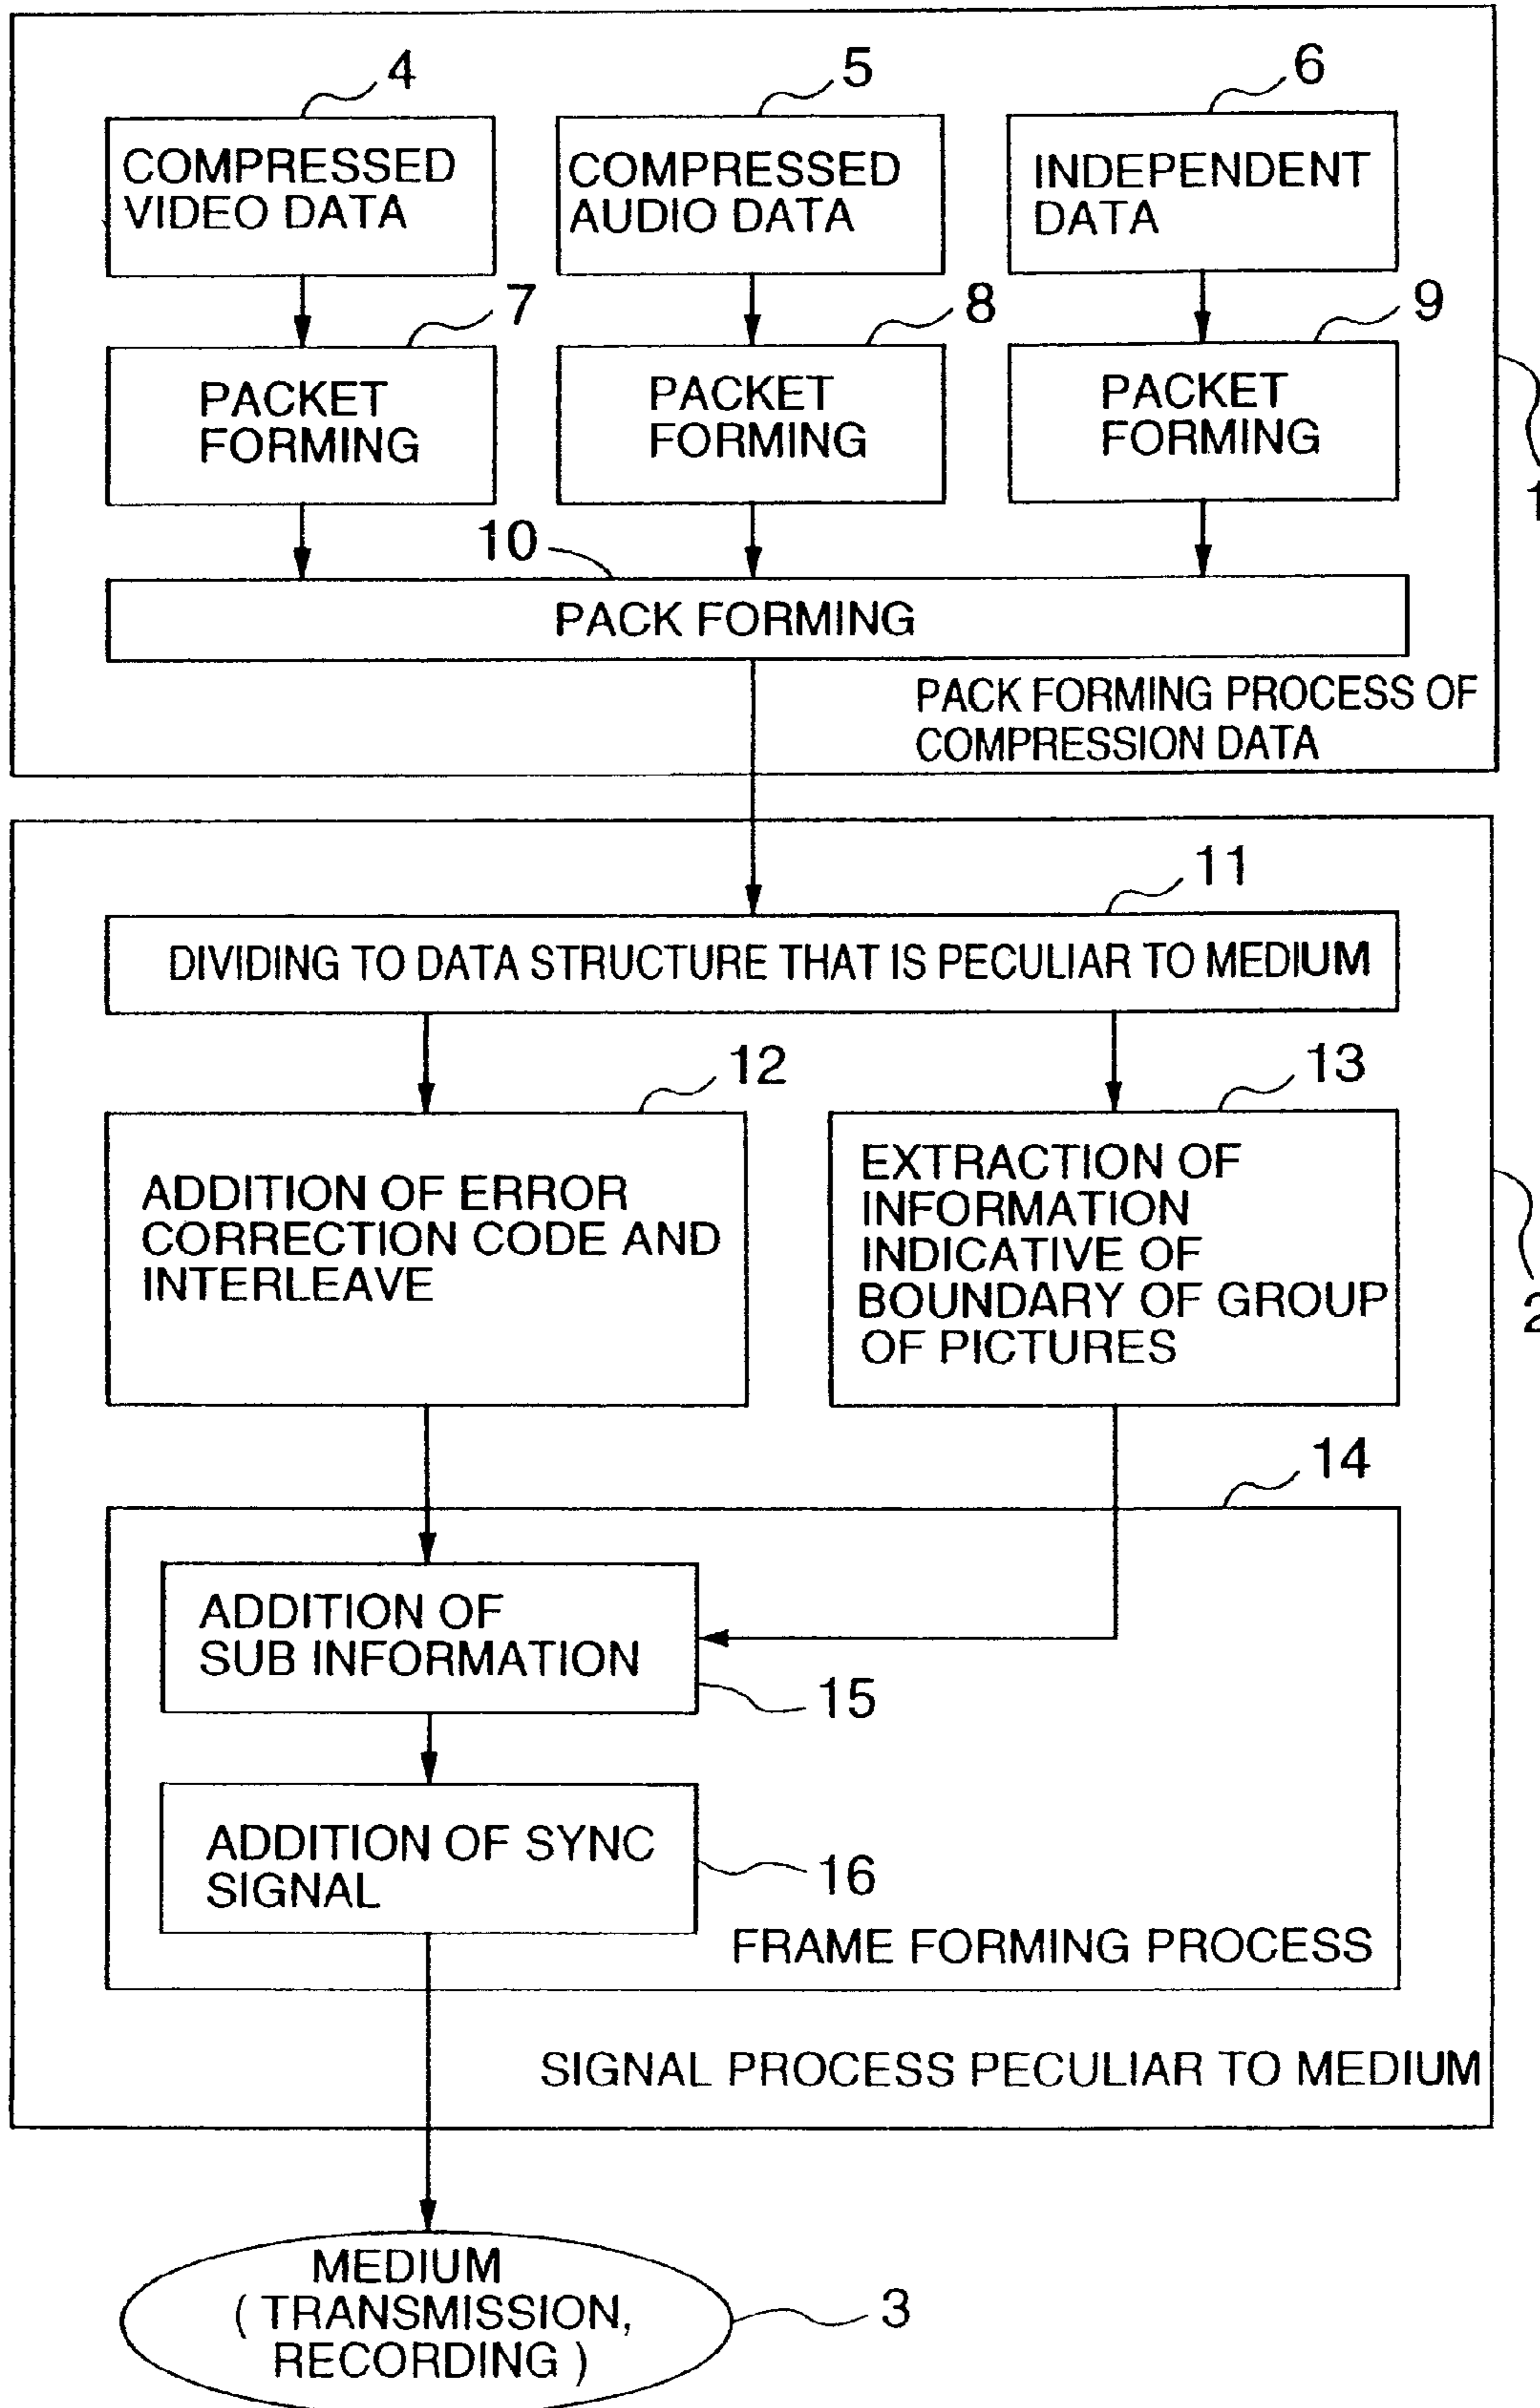 4
5
6
COMPRESSED
VIDEO DATA
COMPRESSED
AUDIO DATA
INDEPENDENT
DATA
7
8
9
PACKET
FORMING
PACKET
FORMING
PACKET
FORMING
1
10
PACK FORMING
PACK FORMING PROCESS OF
COMPRESSION DATA
11
DIVIDING TO DATA STRUCTURE THAT IS PECULIAR TO MEDIUM
12
13
ADDITION OF ERROR
CORRECTION CODE AND
INTERLEAVE
EXTRACTION OF
INFORMATION
INDICATIVE OF
BOUNDARY OF GROUP
OF PICTURES
2
14
ADDITION OF
SUB INFORMATION
15
ADDITION OF SYNC
SIGNAL
16
FRAME FORMING PROCESS
SIGNAL PROCESS PECULIAR TO MEDIUM
MEDIUM
( TRANSMISSION,
RECORDING )
3